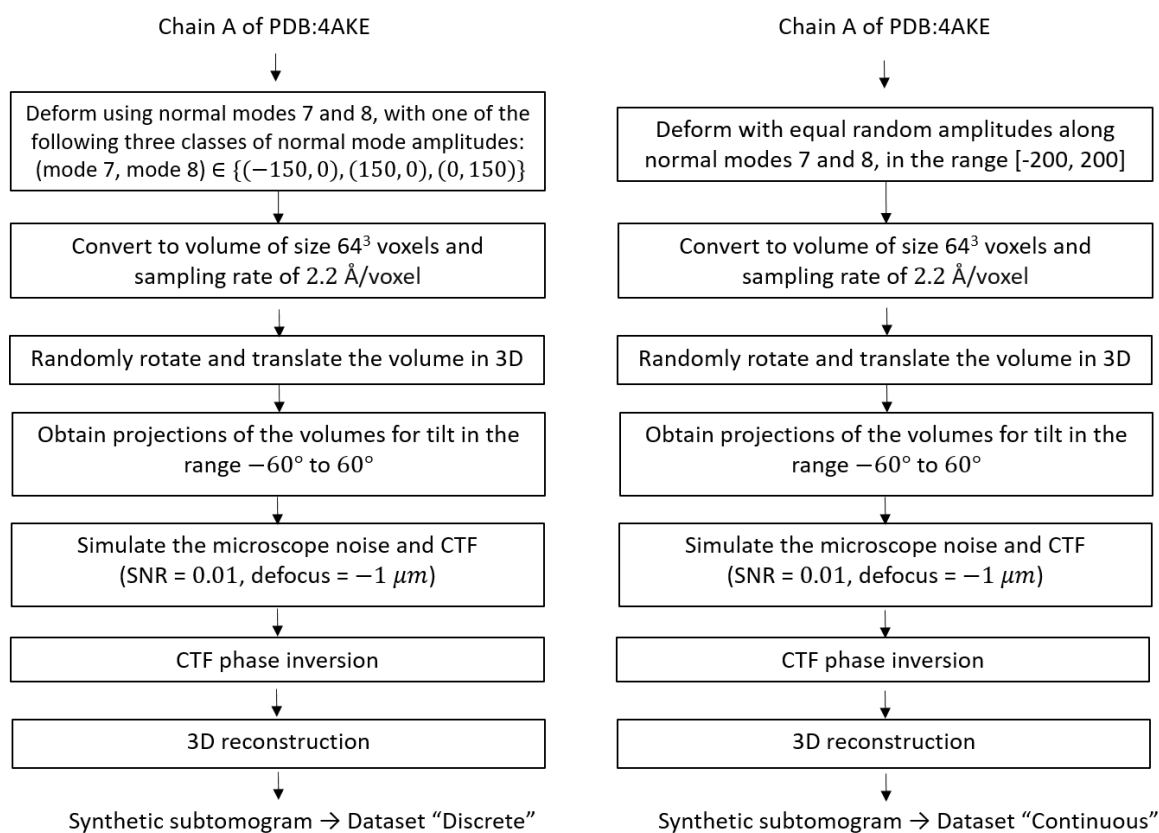 Chain A of PDB:4AKE
Deform using normal modes 7 and 8, with one of the
following three classes of normal mode amplitudes:
(mode 7, mode 8) ∈ {(−150, 0), (150, 0), (0, 150)}
Convert to volume of size 64³ voxels and
sampling rate of 2.2 Å/voxel
Randomly rotate and translate the volume in 3D
Obtain projections of the volumes for tilt in the
range −60° to 60°
Simulate the microscope noise and CTF
(SNR = 0.01, defocus = −1 μm)
CTF phase inversion
3D reconstruction
Synthetic subtomogram → Dataset “Discrete”
Chain A of PDB:4AKE
Deform with equal random amplitudes along
normal modes 7 and 8, in the range [-200, 200]
Convert to volume of size 64³ voxels and
sampling rate of 2.2 Å/voxel
Randomly rotate and translate the volume in 3D
Obtain projections of the volumes for tilt in the
range −60° to 60°
Simulate the microscope noise and CTF
(SNR = 0.01, defocus = −1 μm)
CTF phase inversion
3D reconstruction
Synthetic subtomogram → Dataset “Continuous”